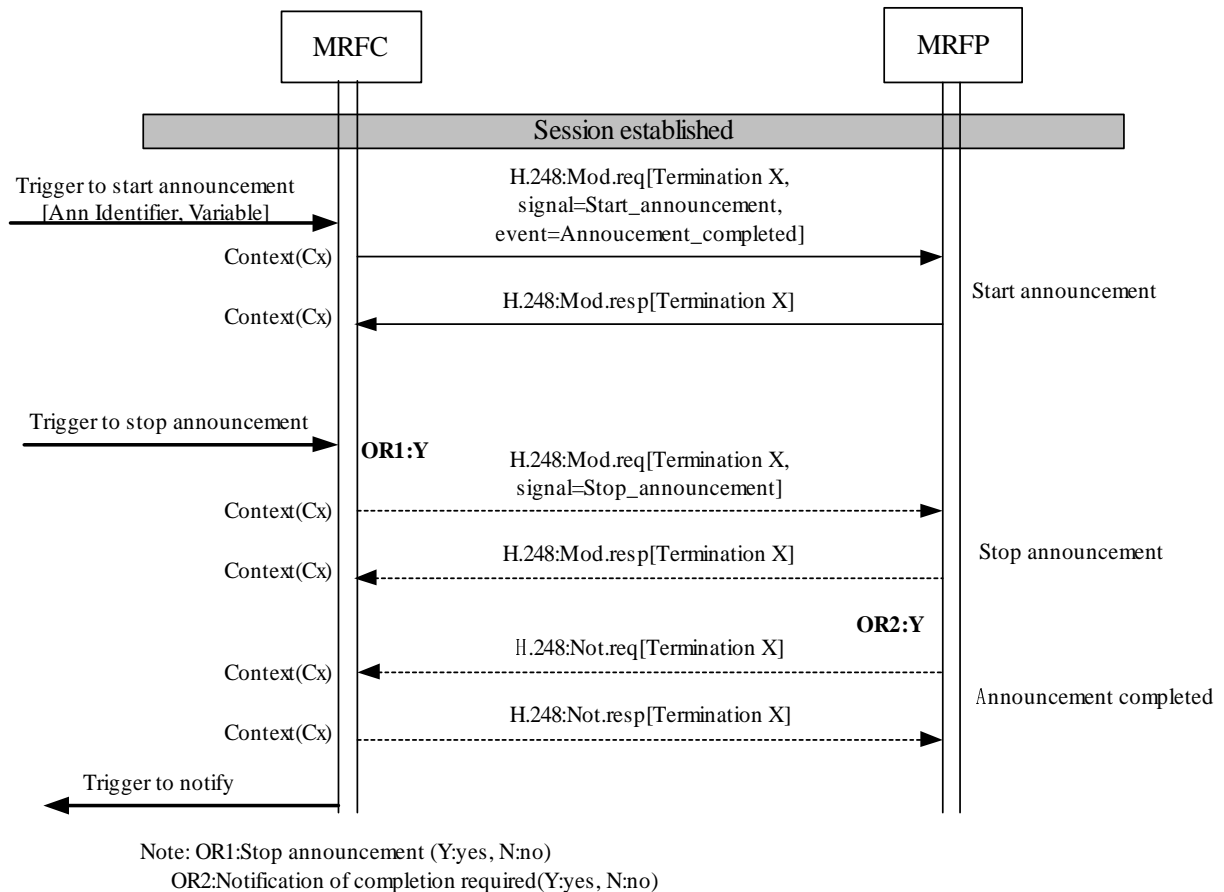 MRFC
MRFP
Session established
Trigger to start announcement
[Ann Identifier, Variable]
H.248:Mod.req[Termination X,
signal=Start_announcement,
event=Annoucement_completed]
Context(Cx)
Start announcement
H.248:Mod.resp[Termination X]
Context(Cx)
Trigger to stop announcement
OR1:Y
H.248:Mod.req[Termination X,
signal=Stop_announcement]
Context(Cx)
Stop announcement
H.248:Mod.resp[Termination X]
Context(Cx)
OR2:Y
H.248:Not.req[Termination X]
Context(Cx)
Announcement completed
H.248:Not.resp[Termination X]
Context(Cx)
Trigger to notify
Note: OR1:Stop announcement (Y:yes, N:no)
OR2:Notification of completion required(Y:yes, N:no)